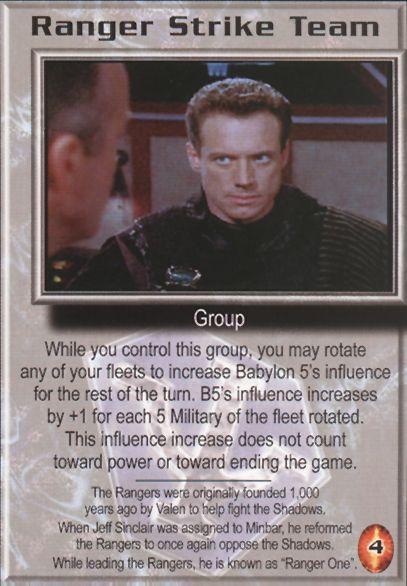 Ranger Strike Team
Group
While you control this group, you may rotate
any of your fleets to increase Babylon 5's influence
for the rest of the turn. B5's influence increases
by +1 for each 5 Military of the fleet rotated.
This influence increase does not count
toward power or toward ending the game.
The Rangers were originally founded 1,000
years ago by Valen to help fight the Shadows.
When Jeff Sinclair was assigned to Minbar, he reformed
the Rangers to once again oppose the Shadows.
While leading the Rangers, he is known as "Ranger One".
4